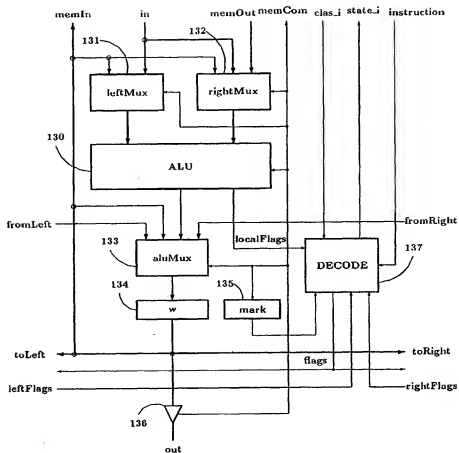 memIn in memOut memCom clas_i state_i instruction
131 132
leftMux rightMux
130
ALU
fromLeft localFlags fromRight
133 aluMux DECODE 137
134 w 135 mark
toLeft toRight
flags
leftFlags rightFlags
136
out